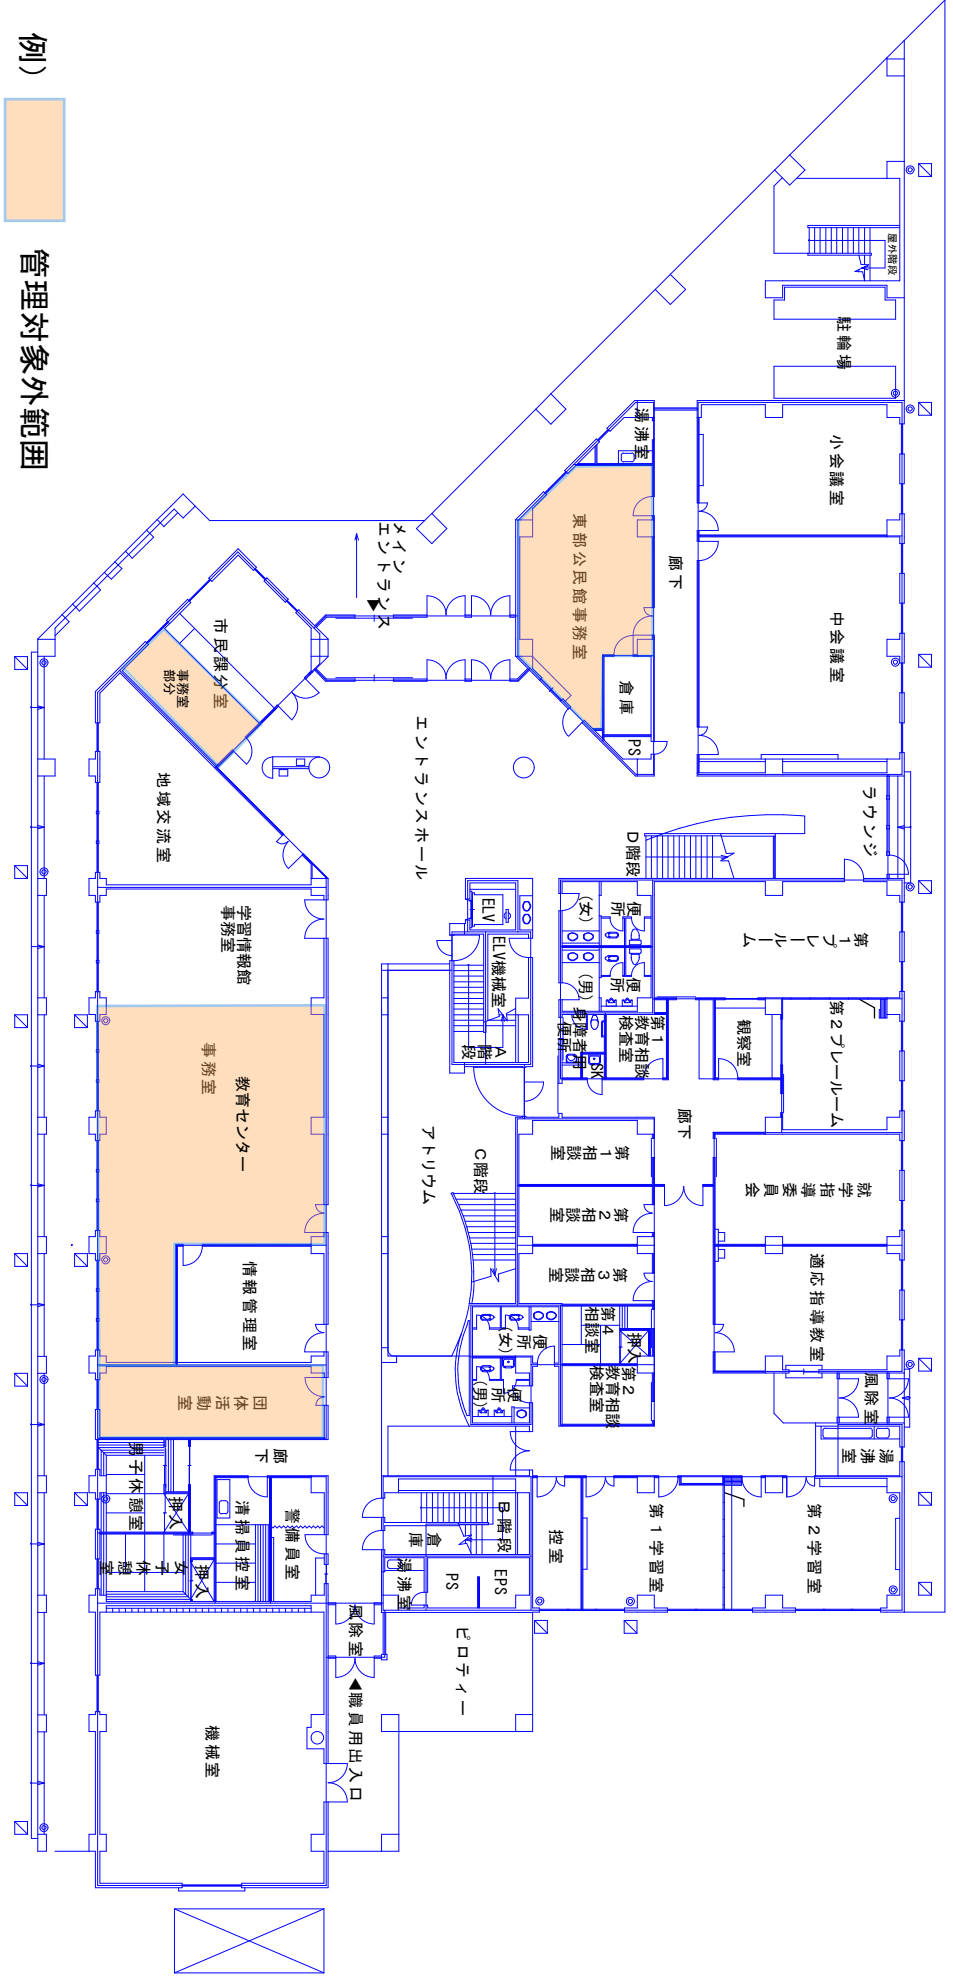 例）
管理対象外範囲
屋外階段
駐輪場
湯沸室
小会議室
東部公民館事務室
廊下
中会議室
メイン
エントランス
市民課分室
事務室
部分
倉庫
PS
エントランスホール
地域交流室
ラウンジ
D階段
学習情報館
事務室
ELV
ELV機械室
便所
(女)
便所
(男)
第1プレールーム
第2プレールーム
観察室
第1
教育相談
検査室
身障者用
便所
SK
A階段
事務室
教育センター
アトリウム
C階段
第1相談室
第2相談室
第3相談室
廊下
就学指導委員会
適応指導教室
情報管理室
第4
相談室
押入
便所
(女)
便所
(男)
第2
教育相談
検査室
風除室
湯沸室
団体活動室
廊下
男子休憩室
押入
女子休憩室
押入
清掃員控室
警備員室
B階段
倉庫
湯沸室
PS
EPS
控室
第1学習室
第2学習室
風除室
ピロティー
職員用出入口
機械室